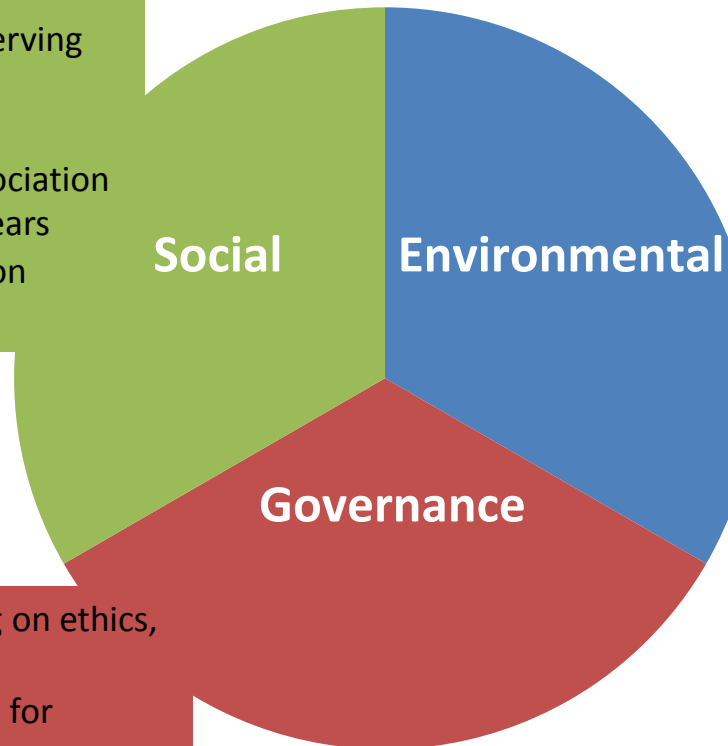 erving
ociation
ears
on
Social
Environmental
Governance
g on ethics,
for